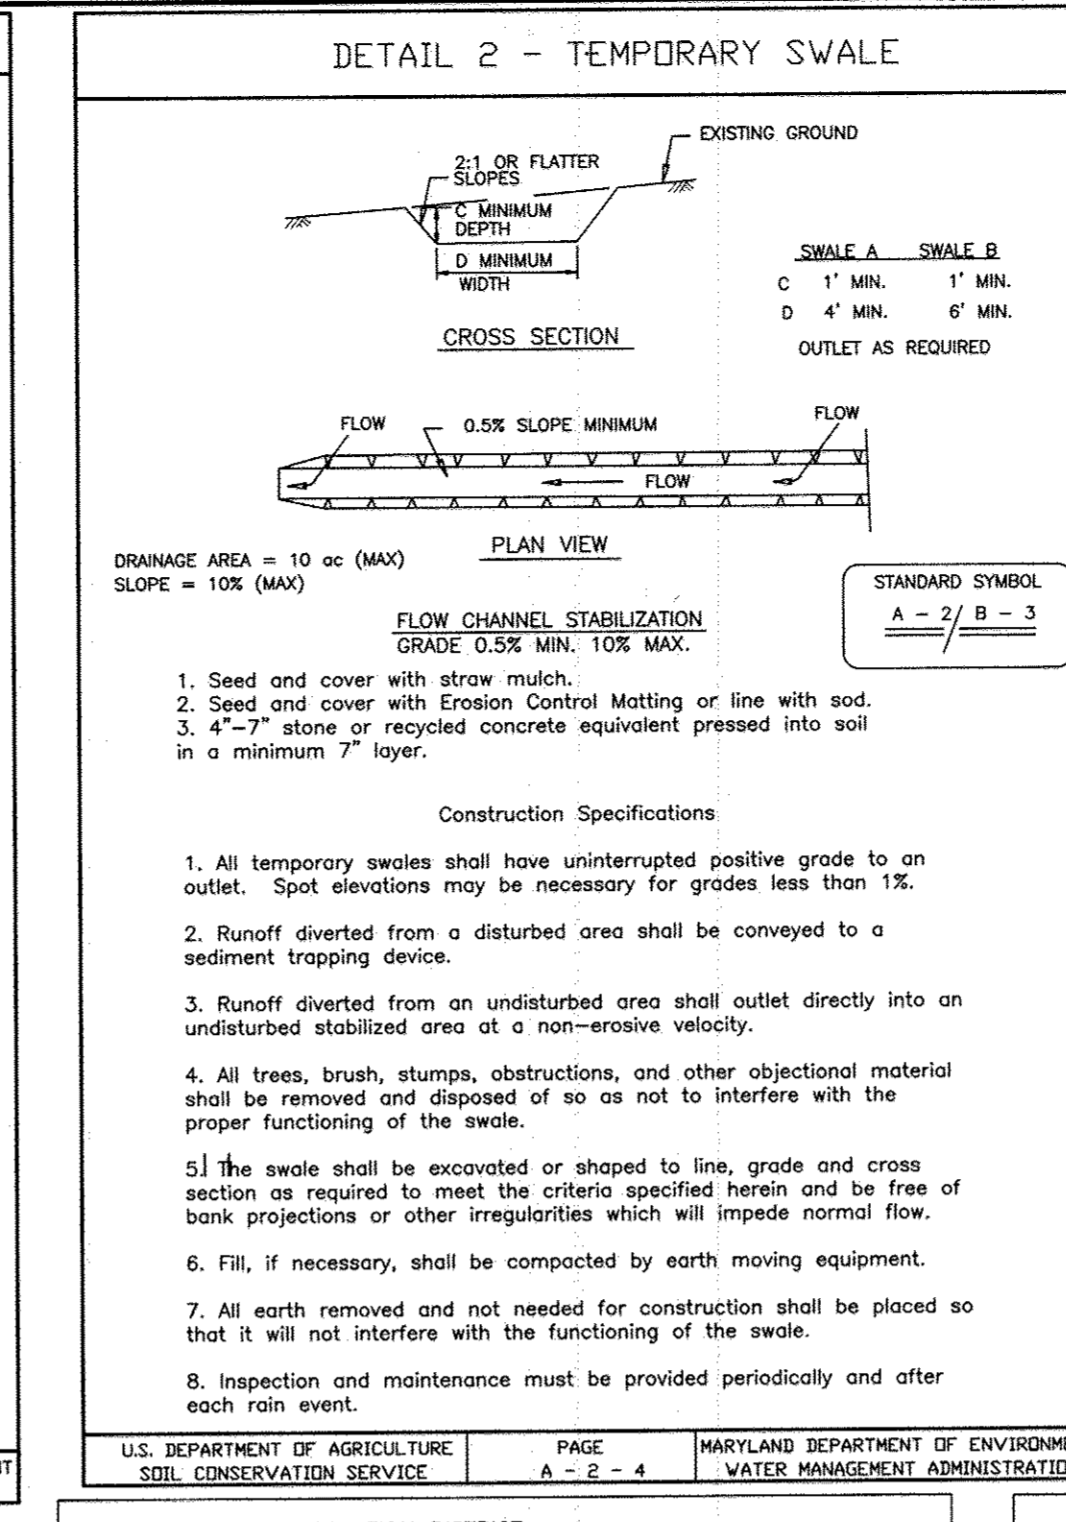 DETAIL 2 - TEMPORARY SWALE
EXISTING GROUND
2:1 OR FLATTER
SLOPES
C MINIMUM
DEPTH
D MINIMUM
WIDTH
CROSS SECTION
SWALE A SWALE B
C 1' MIN. 1' MIN.
D 4' MIN. 6' MIN.
OUTLET AS REQUIRED
FLOW
0.5% SLOPE MINIMUM
FLOW
FLOW
PLAN VIEW
DRAINAGE AREA = 10 ac (MAX)
SLOPE = 10% (MAX)
STANDARD SYMBOL
A - 2/ B - 3
FLOW CHANNEL STABILIZATION
GRADE 0.5% MIN. 10% MAX.
1. Seed and cover with straw mulch.
2. Seed and cover with Erosion Control Matting or line with sod.
3. 4"-7" stone or recycled concrete equivalent pressed into soil
in a minimum 7" layer.
Construction Specifications
1. All temporary swales shall have uninterrupted positive grade to an
outlet. Spot elevations may be necessary for grades less than 1%.
2. Runoff diverted from a disturbed area shall be conveyed to a
sediment trapping device.
3. Runoff diverted from an undisturbed area shall outlet directly into an
undisturbed stabilized area at a non-erosive velocity.
4. All trees, brush, stumps, obstructions, and other objectional material
shall be removed and disposed of so as not to interfere with the
proper functioning of the swale.
5. The swale shall be excavated or shaped to line, grade and cross
section as required to meet the criteria specified herein and be free of
bank projections or other irregularities which will impede normal flow.
6. Fill, if necessary, shall be compacted by earth moving equipment.
7. All earth removed and not needed for construction shall be placed so
that it will not interfere with the functioning of the swale.
8. Inspection and maintenance must be provided periodically and after
each rain event.
U.S. DEPARTMENT OF AGRICULTURE
SOIL CONSERVATION SERVICE
PAGE
A - 2 - 4
MARYLAND DEPARTMENT OF ENVIRONME
WATER MANAGEMENT ADMINISTRATIO